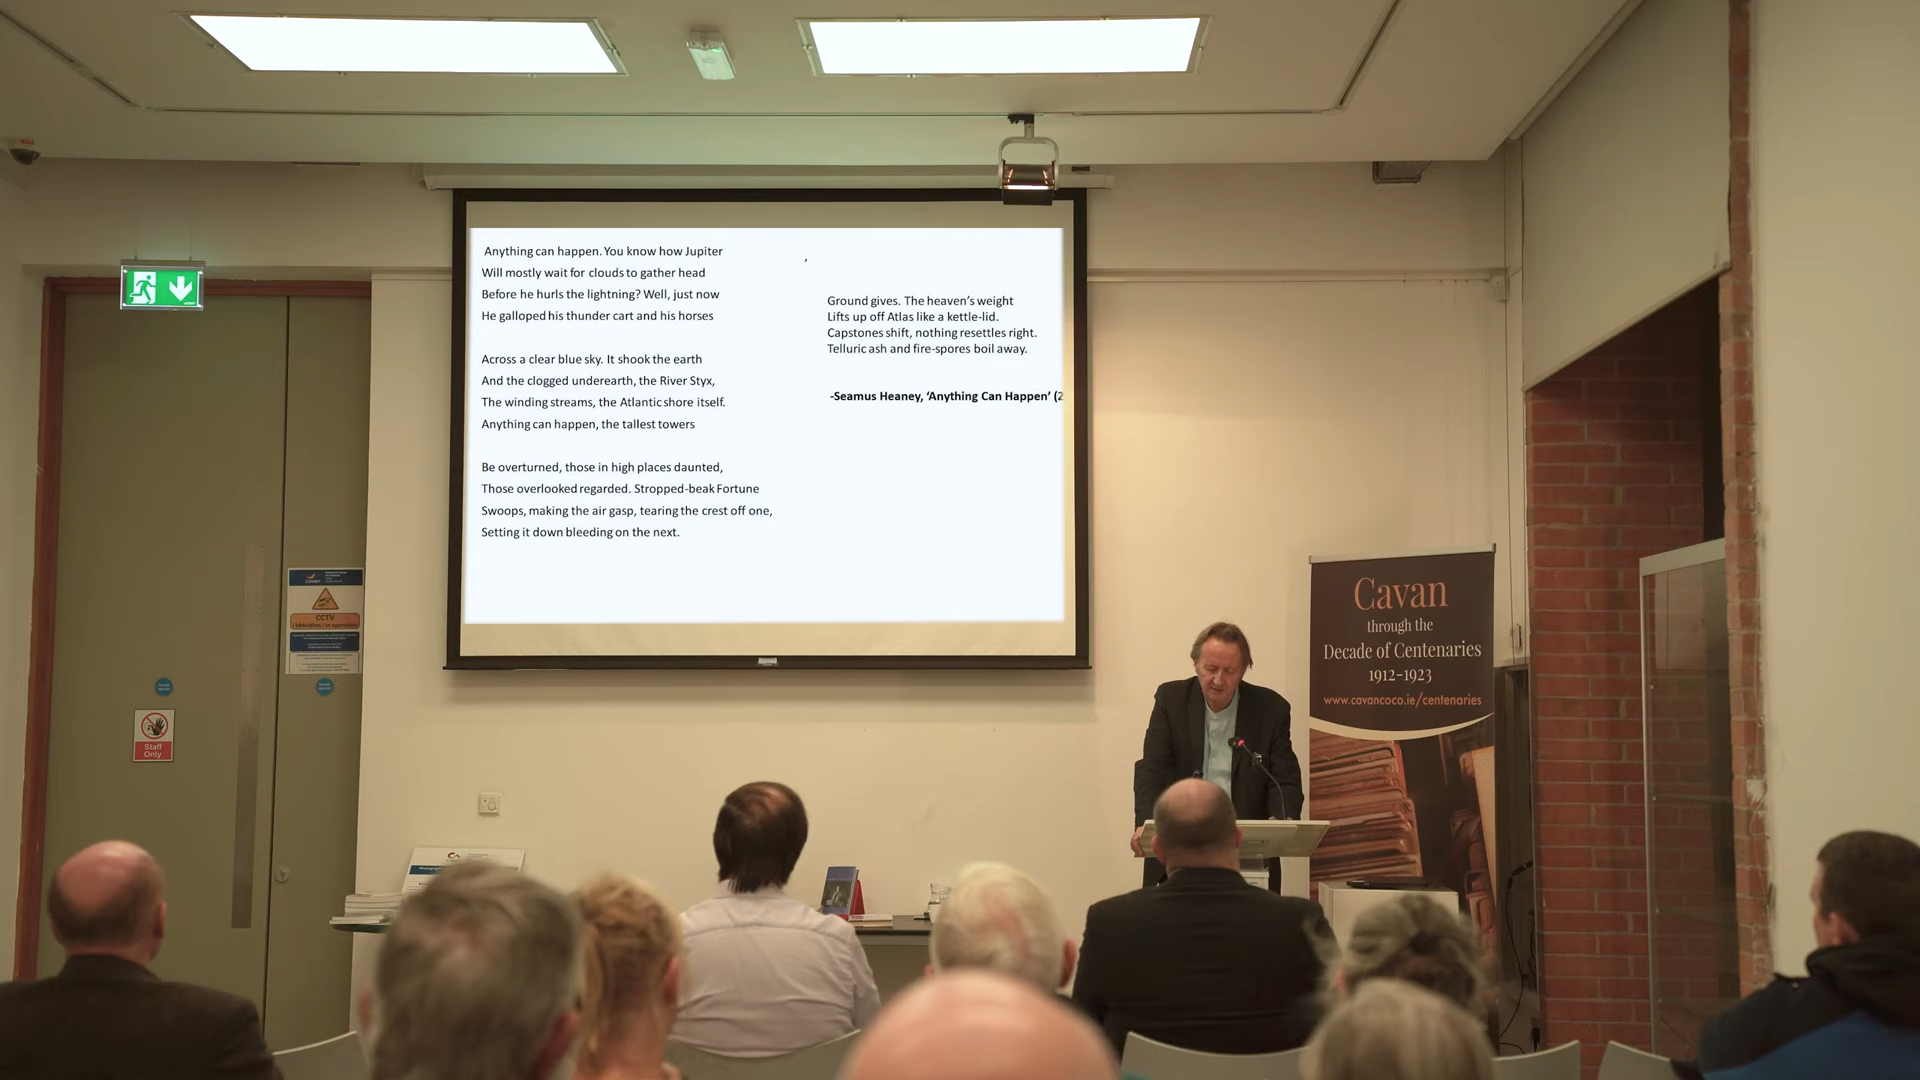 Anything can happen. You know how Jupiter
Will mostly wait for clouds to gather head
Before he hurls the lightning? Well, just now
He galloped his thunder cart and his horses
Across a clear blue sky. It shook the earth
And the clogged underearth, the River Styx,
The winding streams, the Atlantic shore itself.
Anything can happen, the tallest towers
Be overturned, those in high places daunted,
Those overlooked regarded. Stropped-beak Fortune
Swoops, making the air gasp, tearing the crest off one,
Setting it down bleeding on the next.
,
Ground gives. The heaven’s weight
Lifts up off Atlas like a kettle-lid.
Capstones shift, nothing resettles right.
Telluric ash and fire-spores boil away.
-Seamus Heaney, ‘Anything Can Happen’ (2
Cavan
through the
Decade of Centenaries
1912-1923
www.cavancoco.ie/centenaries
CCTV
Staff
Only